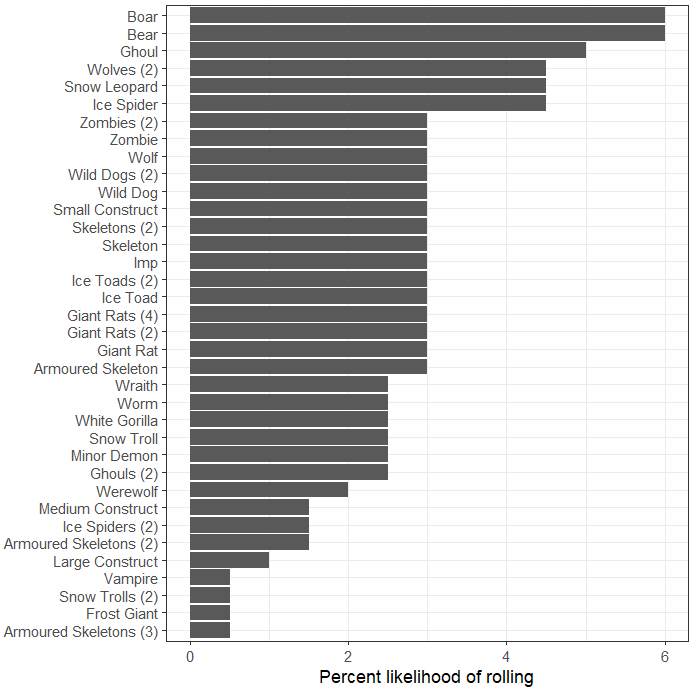 Boar
Bear
Ghoul
Wolves (2)
Snow Leopard
Ice Spider
Zombies (2)
Zombie
Wolf
Wild Dogs (2)
Wild Dog
Small Construct
Skeletons (2)
Skeleton
Imp
Ice Toads (2)
Ice Toad
Giant Rats (4)
Giant Rats (2)
Giant Rat
Armoured Skeleton
Wraith
Worm
White Gorilla
Snow Troll
Minor Demon
Ghouls (2)
Werewolf
Medium Construct
Ice Spiders (2)
Armoured Skeletons (2)
Large Construct
Vampire
Snow Trolls (2)
Frost Giant
Armoured Skeletons (3)
0 2 4 6
Percent likelihood of rolling